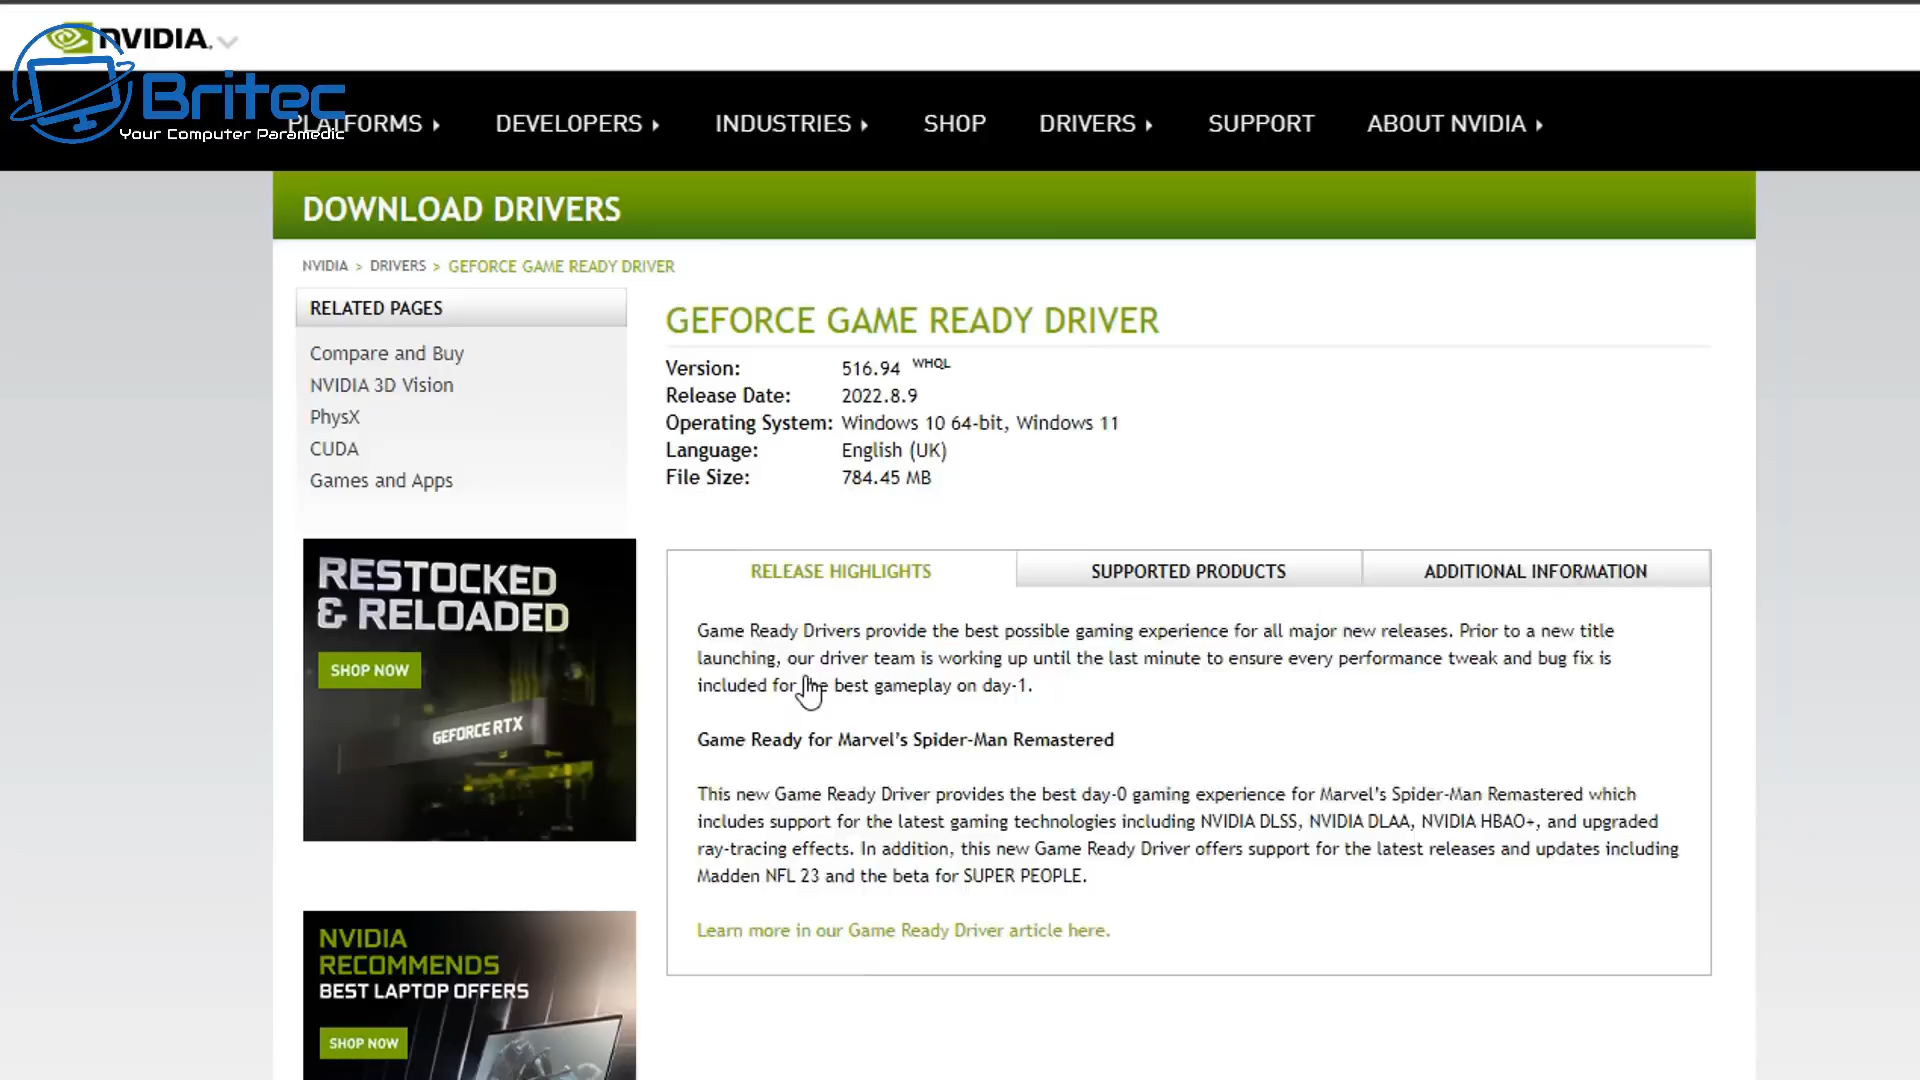 NVIDIA.
Britec
Your Computer Paramedic
PLATFORMS
DEVELOPERS
INDUSTRIES
SHOP
DRIVERS
SUPPORT
ABOUT NVIDIA
DOWNLOAD DRIVERS
NVIDIA > DRIVERS > GEFORCE GAME READY DRIVER
RELATED PAGES
Compare and Buy
NVIDIA 3D Vision
PhysX
CUDA
Games and Apps
RESTOCKED
& RELOADED
SHOP NOW
GEFORCE RTX
NVIDIA
RECOMMENDS
BEST LAPTOP OFFERS
SHOP NOW
GEFORCE GAME READY DRIVER
Version: 516.94 WHQL
Release Date: 2022.8.9
Operating System: Windows 10 64-bit, Windows 11
Language: English (UK)
File Size: 784.45 MB
RELEASE HIGHLIGHTS
SUPPORTED PRODUCTS
ADDITIONAL INFORMATION
Game Ready Drivers provide the best possible gaming experience for all major new releases. Prior to a new title
launching, our driver team is working up until the last minute to ensure every performance tweak and bug fix is
included for the best gameplay on day-1.
Game Ready for Marvel's Spider-Man Remastered
This new Game Ready Driver provides the best day-0 gaming experience for Marvel's Spider-Man Remastered which
includes support for the latest gaming technologies including NVIDIA DLSS, NVIDIA DLAA, NVIDIA HBAO+, and upgraded
ray-tracing effects. In addition, this new Game Ready Driver offers support for the latest releases and updates including
Madden NFL 23 and the beta for SUPER PEOPLE.
Learn more in our Game Ready Driver article here.